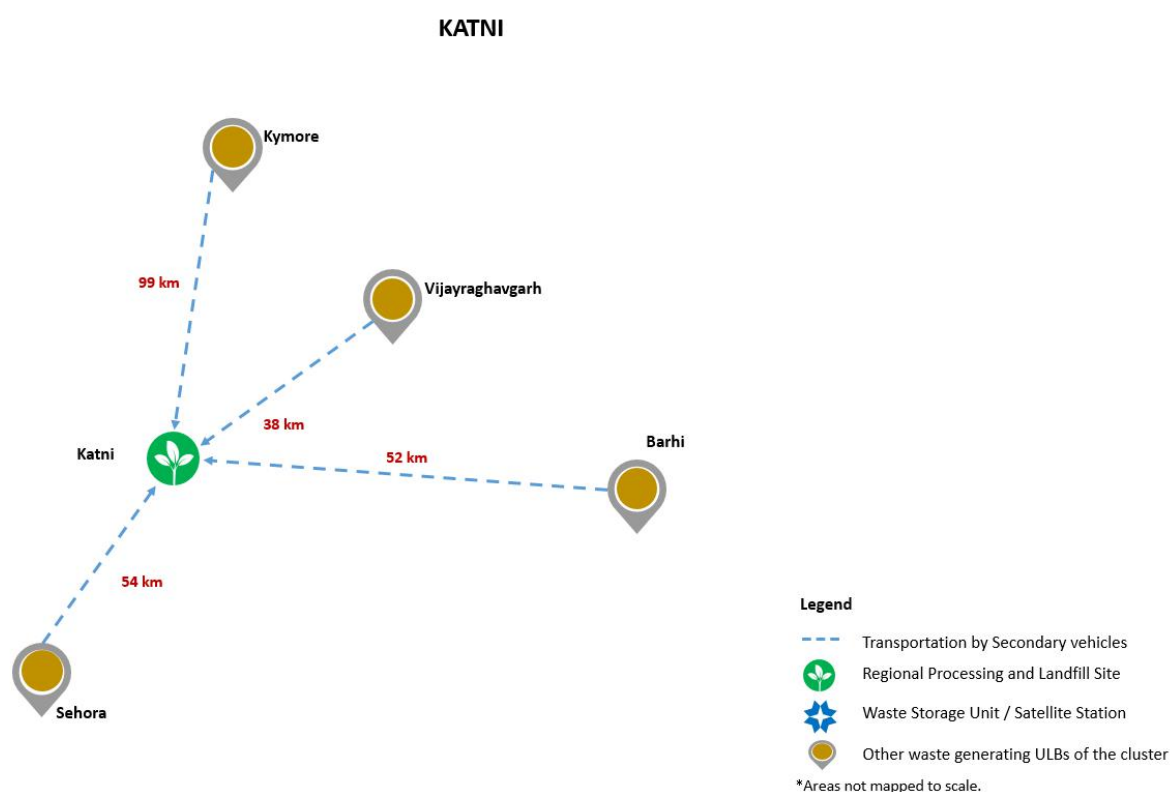 KATNI
Kymore
99 km
Vijayraghavgarh
38 km
Barhi
Katni
52 km
54 km
Sehora
Legend
Transportation by Secondary vehicles
Regional Processing and Landfill Site
Waste Storage Unit / Satellite Station
Other waste generating ULBs of the cluster
*Areas not mapped to scale.